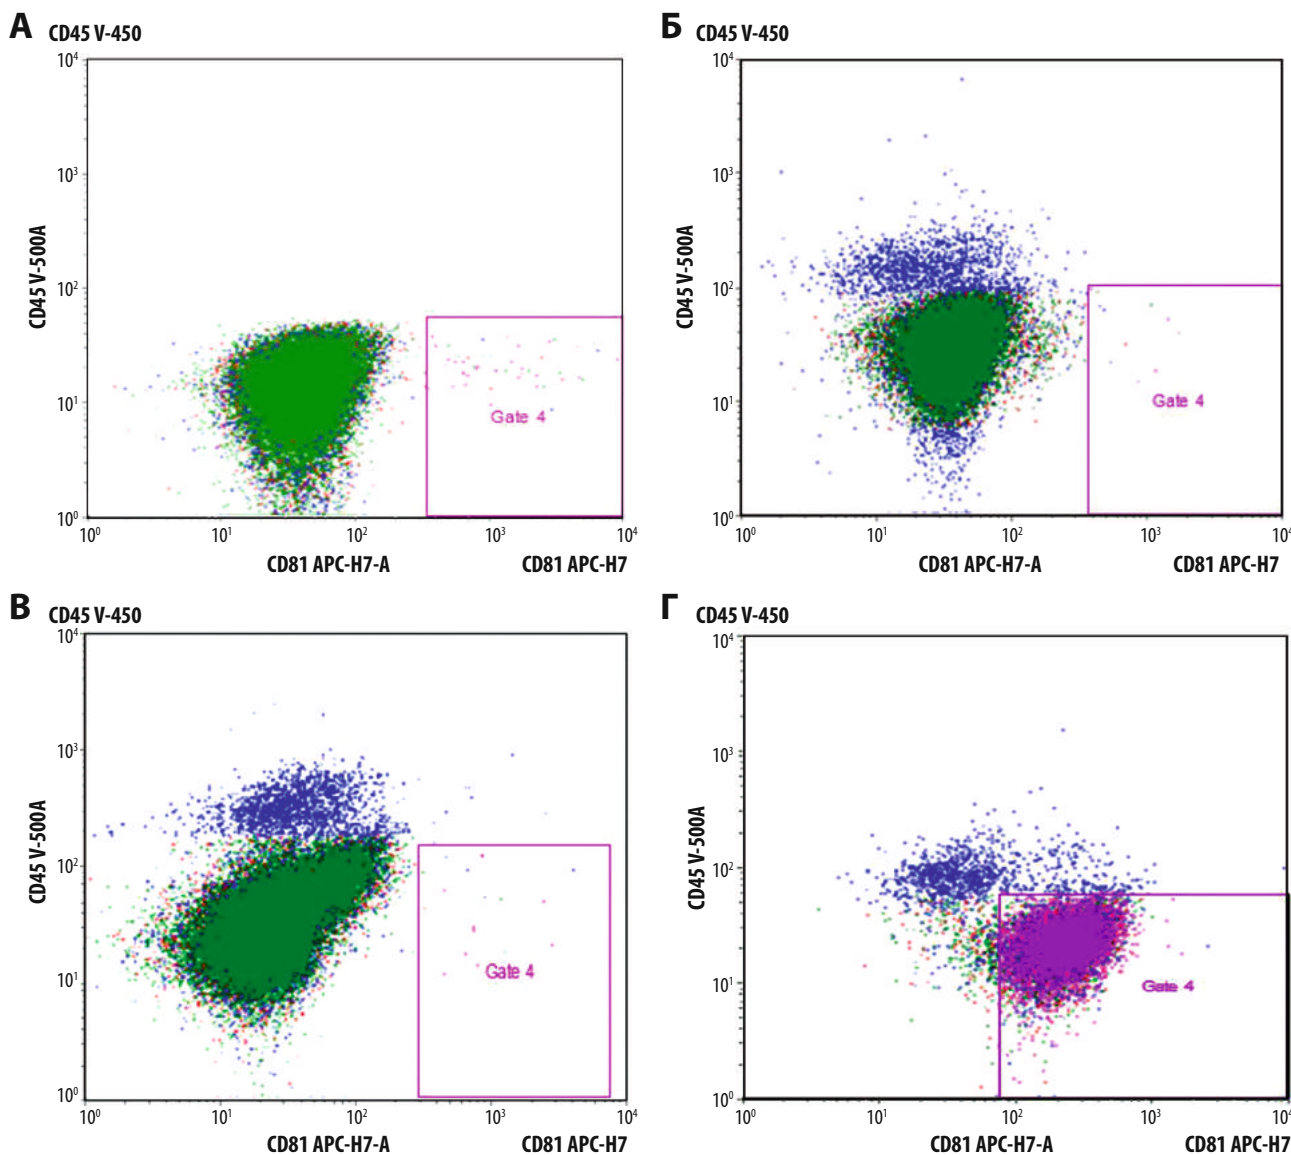 А CD45 V-450
10⁴
10³
10²
10¹
10⁰
CD45 V-500A
Gate 4
10⁰ 10¹ 10² 10³ 10⁴
CD81 APC-H7-A CD81 APC-H7
Б CD45 V-450
10⁴
10³
10²
10¹
10⁰
CD45 V-500A
Gate 4
10⁰ 10¹ 10² 10³ 10⁴
CD81 APC-H7-A CD81 APC-H7
В CD45 V-450
10⁴
10³
10²
10¹
10⁰
CD45 V-500A
Gate 4
10⁰ 10¹ 10² 10³ 10⁴
CD81 APC-H7-A CD81 APC-H7
Г CD45 V-450
10⁴
10³
10²
10¹
10⁰
CD45 V-500A
Gate 4
10⁰ 10¹ 10² 10³ 10⁴
CD81 APC-H7-A CD81 APC-H7